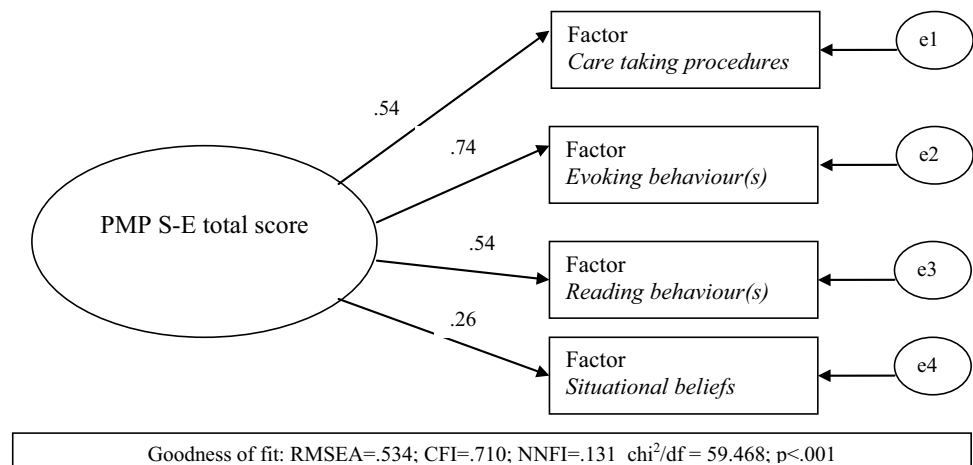 Factor
Care taking procedures
e1
.54
.74
Factor
Evoking behaviour(s)
e2
PMP S-E total score
.54
Factor
Reading behaviour(s)
e3
.26
Factor
Situational beliefs
e4
Goodness of fit: RMSEA=.534; CFI=.710; NNFI=.131 chi²/df = 59.468; p<.001